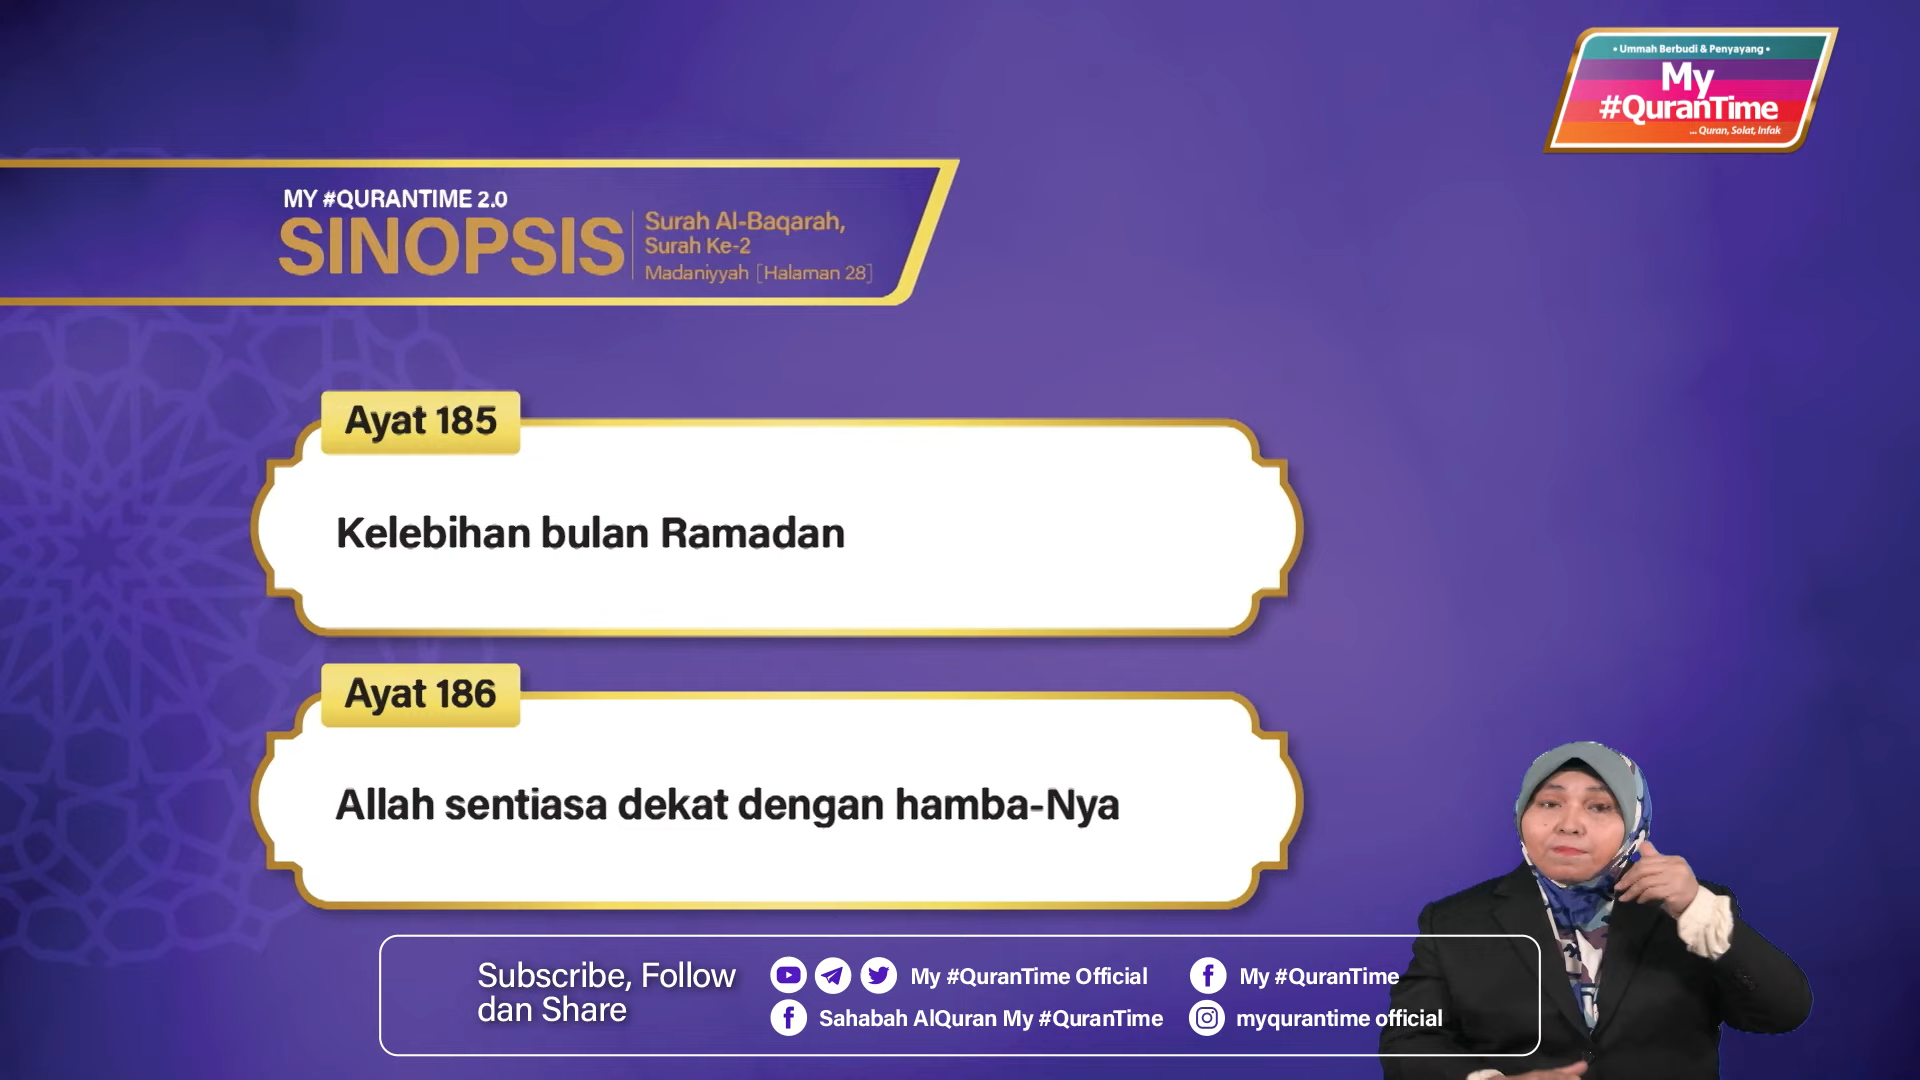 • Ummah Berbudi & Penyayang •
My
#QuranTime
... Quran, Solat, Infak
MY #QURANTIME 2.0
SINOPSIS
Surah Al-Baqarah,
Surah Ke-2
Madaniyyah [Halaman 28]
Ayat 185
Kelebihan bulan Ramadan
Ayat 186
Allah sentiasa dekat dengan hamba-Nya
Subscribe, Follow
dan Share
My #QuranTime Official
My #QuranTime
Sahabah AlQuran My #QuranTime
myqurantime official